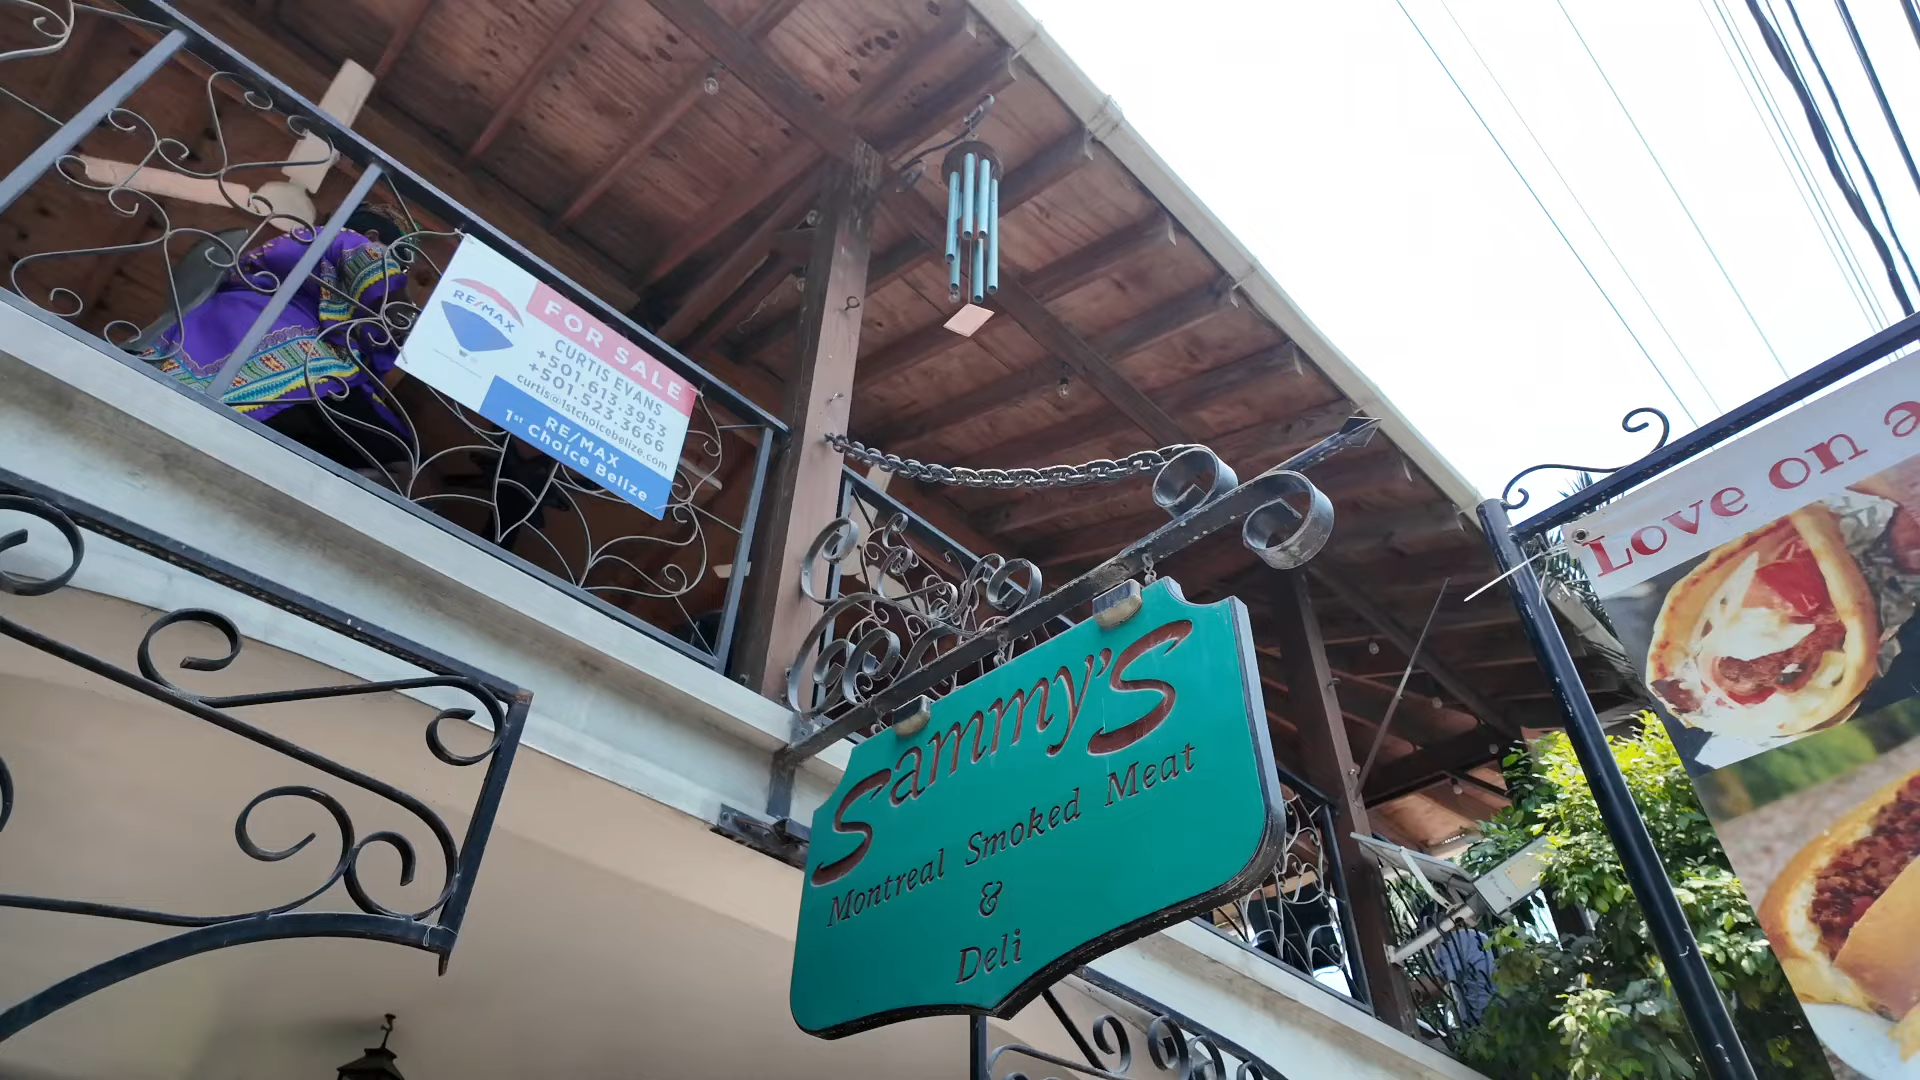 RE/MAX
FOR SALE
CURTIS EVANS
+501.613.3953
+501.523.3666
curtis@1stchoicebelize.com
RE/MAX
1st Choice Belize
Sammy's
Montreal Smoked Meat
&
Deli
Love on a